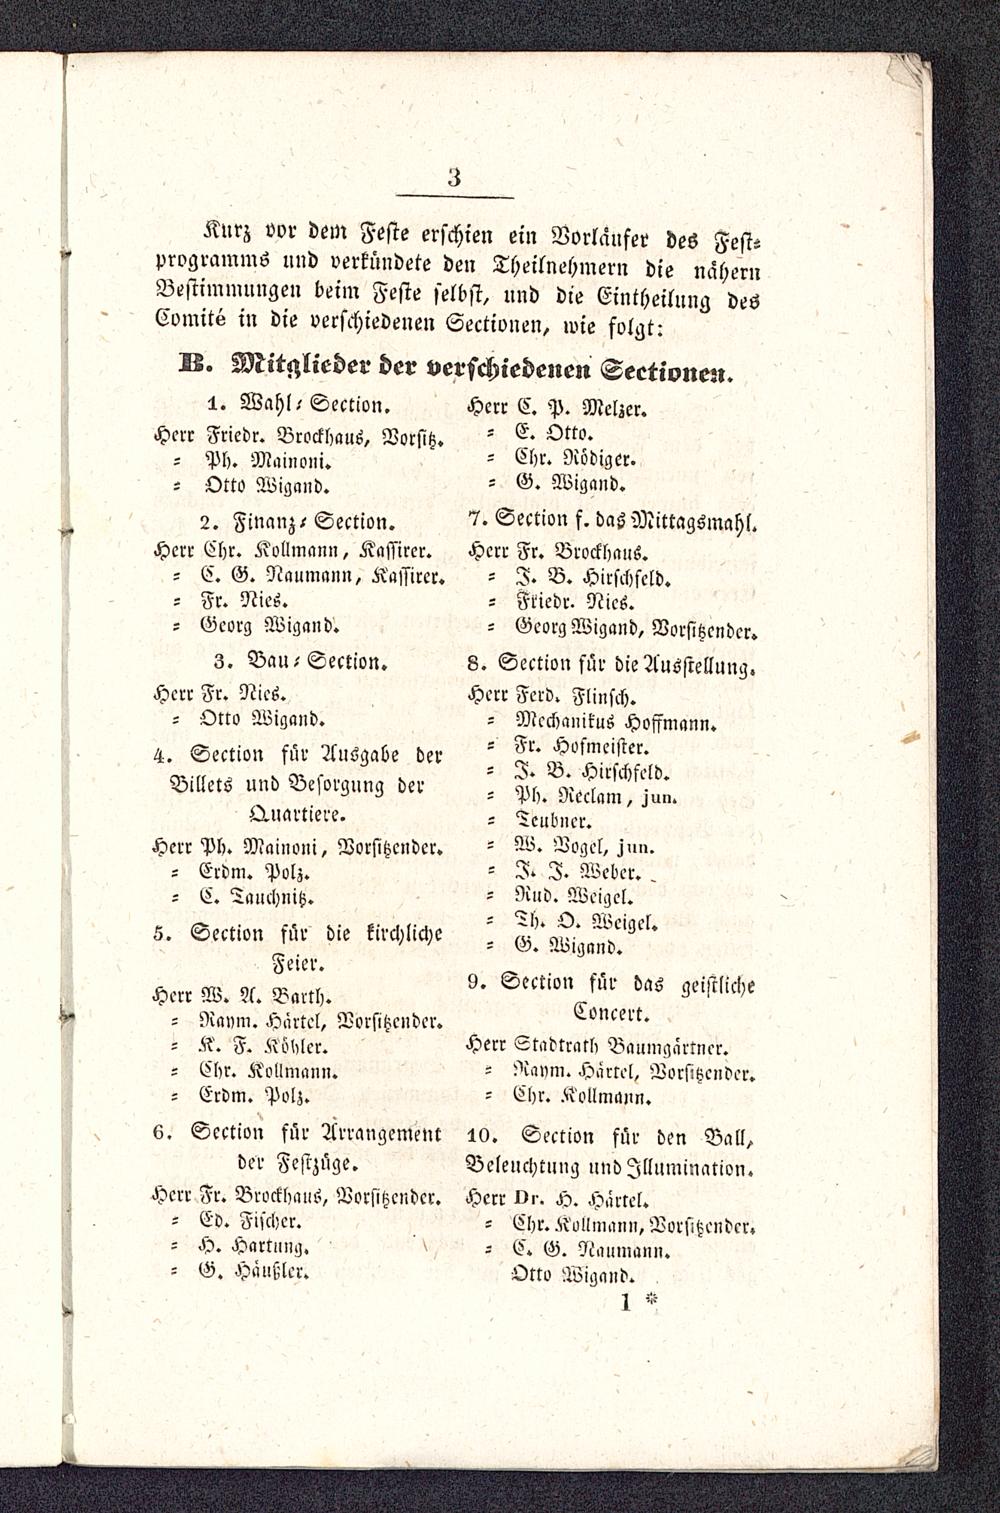 3
Kurz vor dem Feste erschien ein Vorläufer des Fest-
programms und verkündete den Theilnehmern die nähern
Bestimmungen beim Feste selbst, und die Eintheilung des
Comité in die verschiedenen Sectionen, wie folgt:
B. Mitglieder der verschiedenen Sectionen.
1. Wahl-Section.
Herr Friedr. Brockhaus, Vorsitz.
= Ph. Mainoni.
= Otto Wigand.
2. Finanz-Section.
Herr Chr. Kollmann, Kassirer.
= C. G. Naumann, Kassirer.
= Fr. Nies.
= Georg Wigand.
3. Bau-Section.
Herr Fr. Nies.
= Otto Wigand.
4. Section für Ausgabe der
Billets und Besorgung der
Quartiere.
Herr Ph. Mainoni, Vorsitzender.
= Erdm. Polz.
= C. Tauchnitz.
5. Section für die kirchliche
Feier.
Herr W. A. Barth.
= Raym. Härtel, Vorsitzender.
= K. F. Köhler.
= Chr. Kollmann.
= Erdm. Polz.
6. Section für Arrangement
der Festzüge.
Herr Fr. Brockhaus, Vorsitzender.
= Ed. Fischer.
= H. Hartung.
= G. Häußler.
Herr C. P. Melzer.
= E. Otto.
= Chr. Rödiger.
= G. Wigand.
7. Section f. das Mittagsmahl.
Herr Fr. Brockhaus.
= J. B. Hirschfeld.
= Friedr. Nies.
= Georg Wigand, Vorsitzender.
8. Section für die Ausstellung.
Herr Ferd. Flinsch.
= Mechanikus Hoffmann.
= Fr. Hofmeister.
= J. B. Hirschfeld.
= Ph. Reclam, jun.
= Teubner.
= W. Vogel, jun.
= J. J. Weber.
= Rud. Weigel.
= Th. O. Weigel.
= G. Wigand.
9. Section für das geistliche
Concert.
Herr Stadtrath Baumgärtner.
= Raym. Härtel, Vorsitzender.
= Chr. Kollmann.
10. Section für den Ball,
Beleuchtung und Illumination.
Herr Dr. H. Härtel.
= Chr. Kollmann, Vorsitzender.
= C. G. Naumann.
Otto Wigand.
1 *